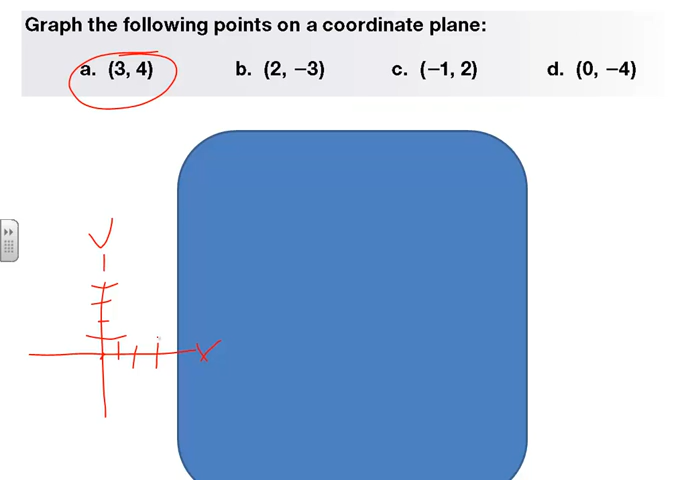 Graph the following points on a coordinate plane:
a. (3, 4) b. (2, −3) c. (−1, 2) d. (0, −4)
y
x